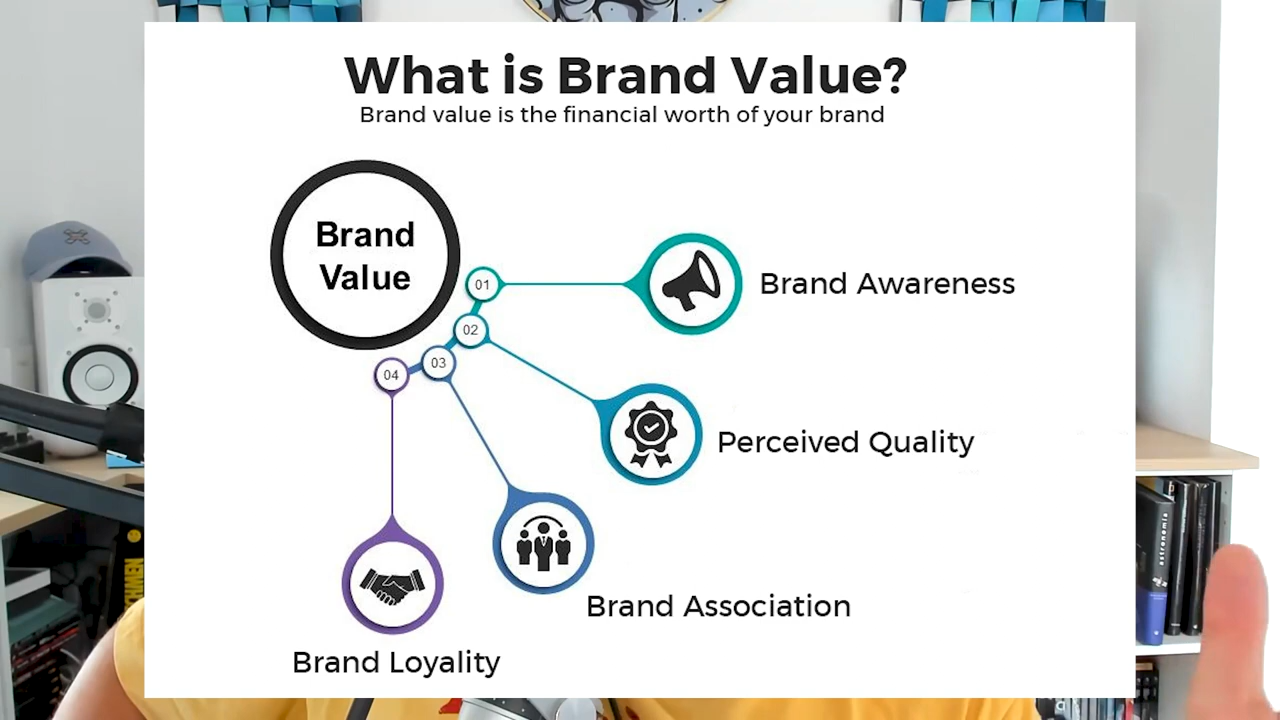 What is Brand Value?
Brand value is the financial worth of your brand
Brand
Value
01
Brand Awareness
02
Perceived Quality
03
Brand Association
04
Brand Loyality
astronomia